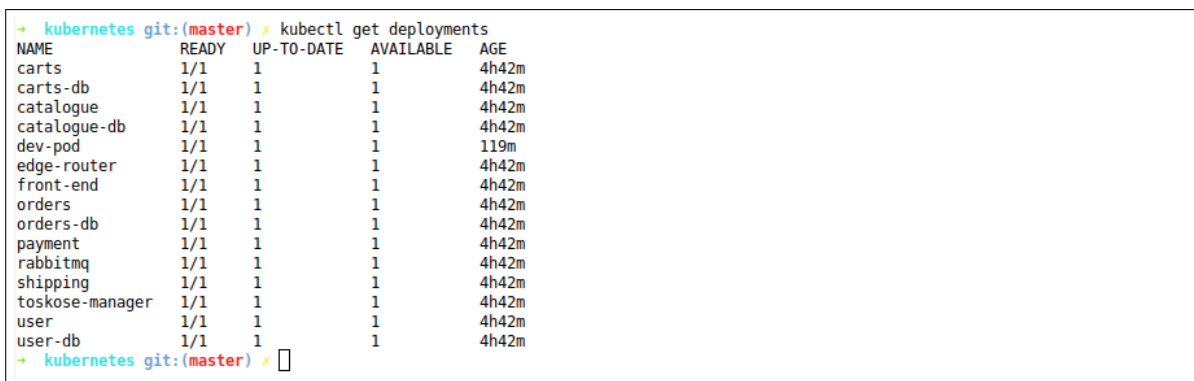 → kubernetes git:(master) ✗ kubectl get deployments
NAME READY UP-TO-DATE AVAILABLE AGE
carts 1/1 1 1 4h42m
carts-db 1/1 1 1 4h42m
catalogue 1/1 1 1 4h42m
catalogue-db 1/1 1 1 4h42m
dev-pod 1/1 1 1 119m
edge-router 1/1 1 1 4h42m
front-end 1/1 1 1 4h42m
orders 1/1 1 1 4h42m
orders-db 1/1 1 1 4h42m
payment 1/1 1 1 4h42m
rabbitmq 1/1 1 1 4h42m
shipping 1/1 1 1 4h42m
toskose-manager 1/1 1 1 4h42m
user 1/1 1 1 4h42m
user-db 1/1 1 1 4h42m
→ kubernetes git:(master) ✗